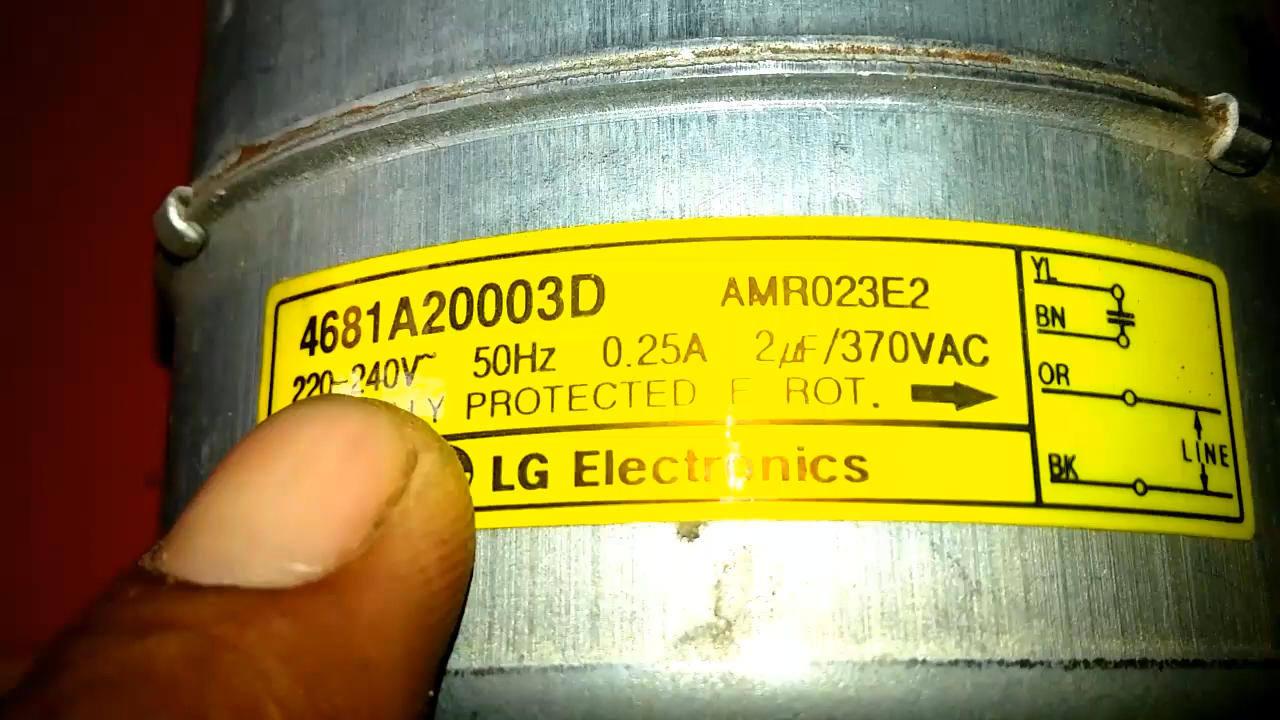 4681A20003D AMR023E2
220-240V~ 50Hz 0.25A 2μF/370VAC
PROTECTED E ROT.
LG Electronics
YL
BN
OR
LINE
BK